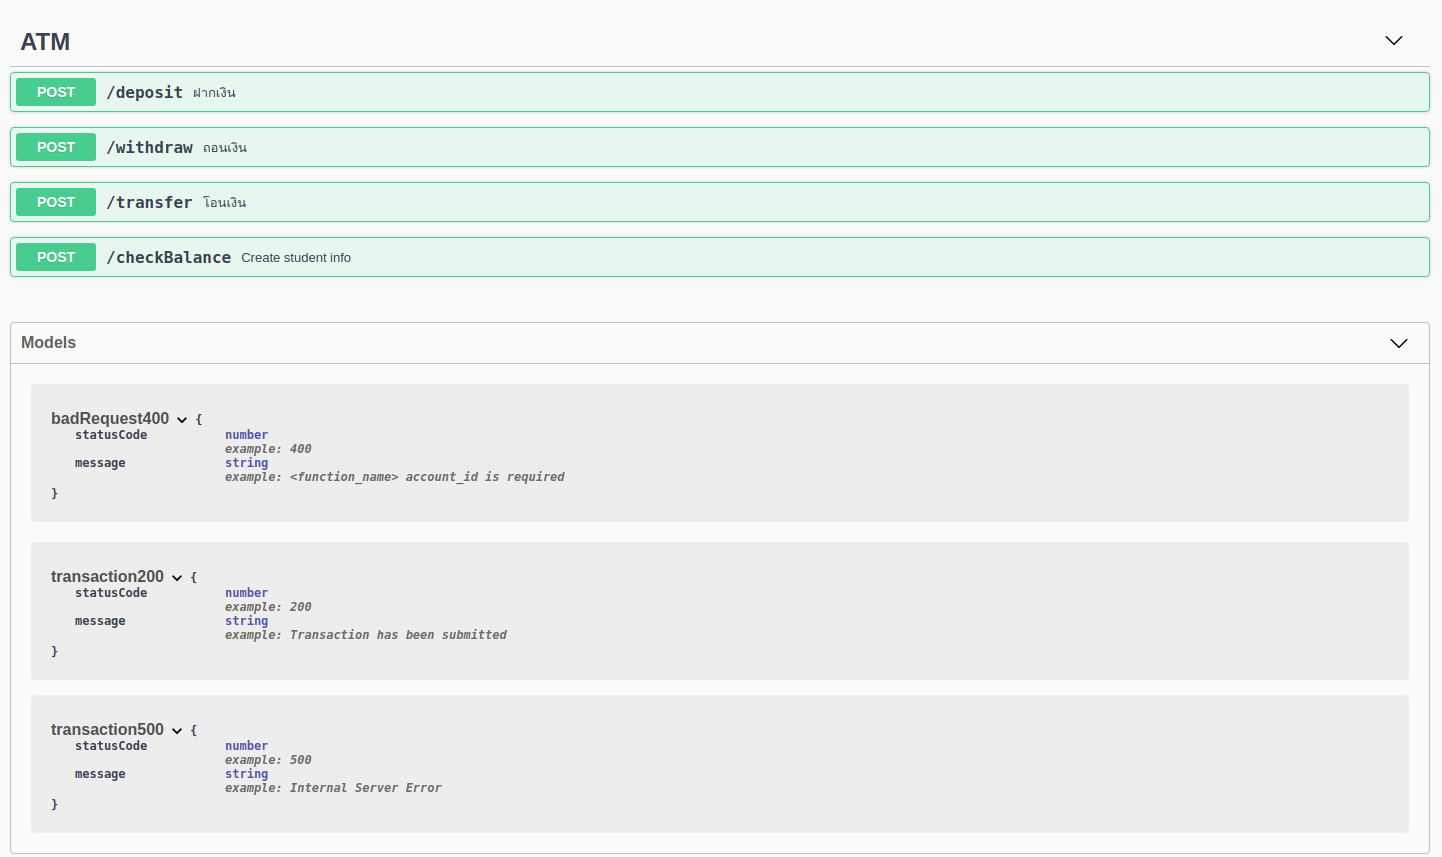 ATM
POST /deposit ฝากเงิน
POST /withdraw ถอนเงิน
POST /transfer โอนเงิน
POST /checkBalance Create student info
Models
badRequest400 {
statusCode number
example: 400
message string
example: <function_name> account_id is required
}
transaction200 {
statusCode number
example: 200
message string
example: Transaction has been submitted
}
transaction500 {
statusCode number
example: 500
message string
example: Internal Server Error
}